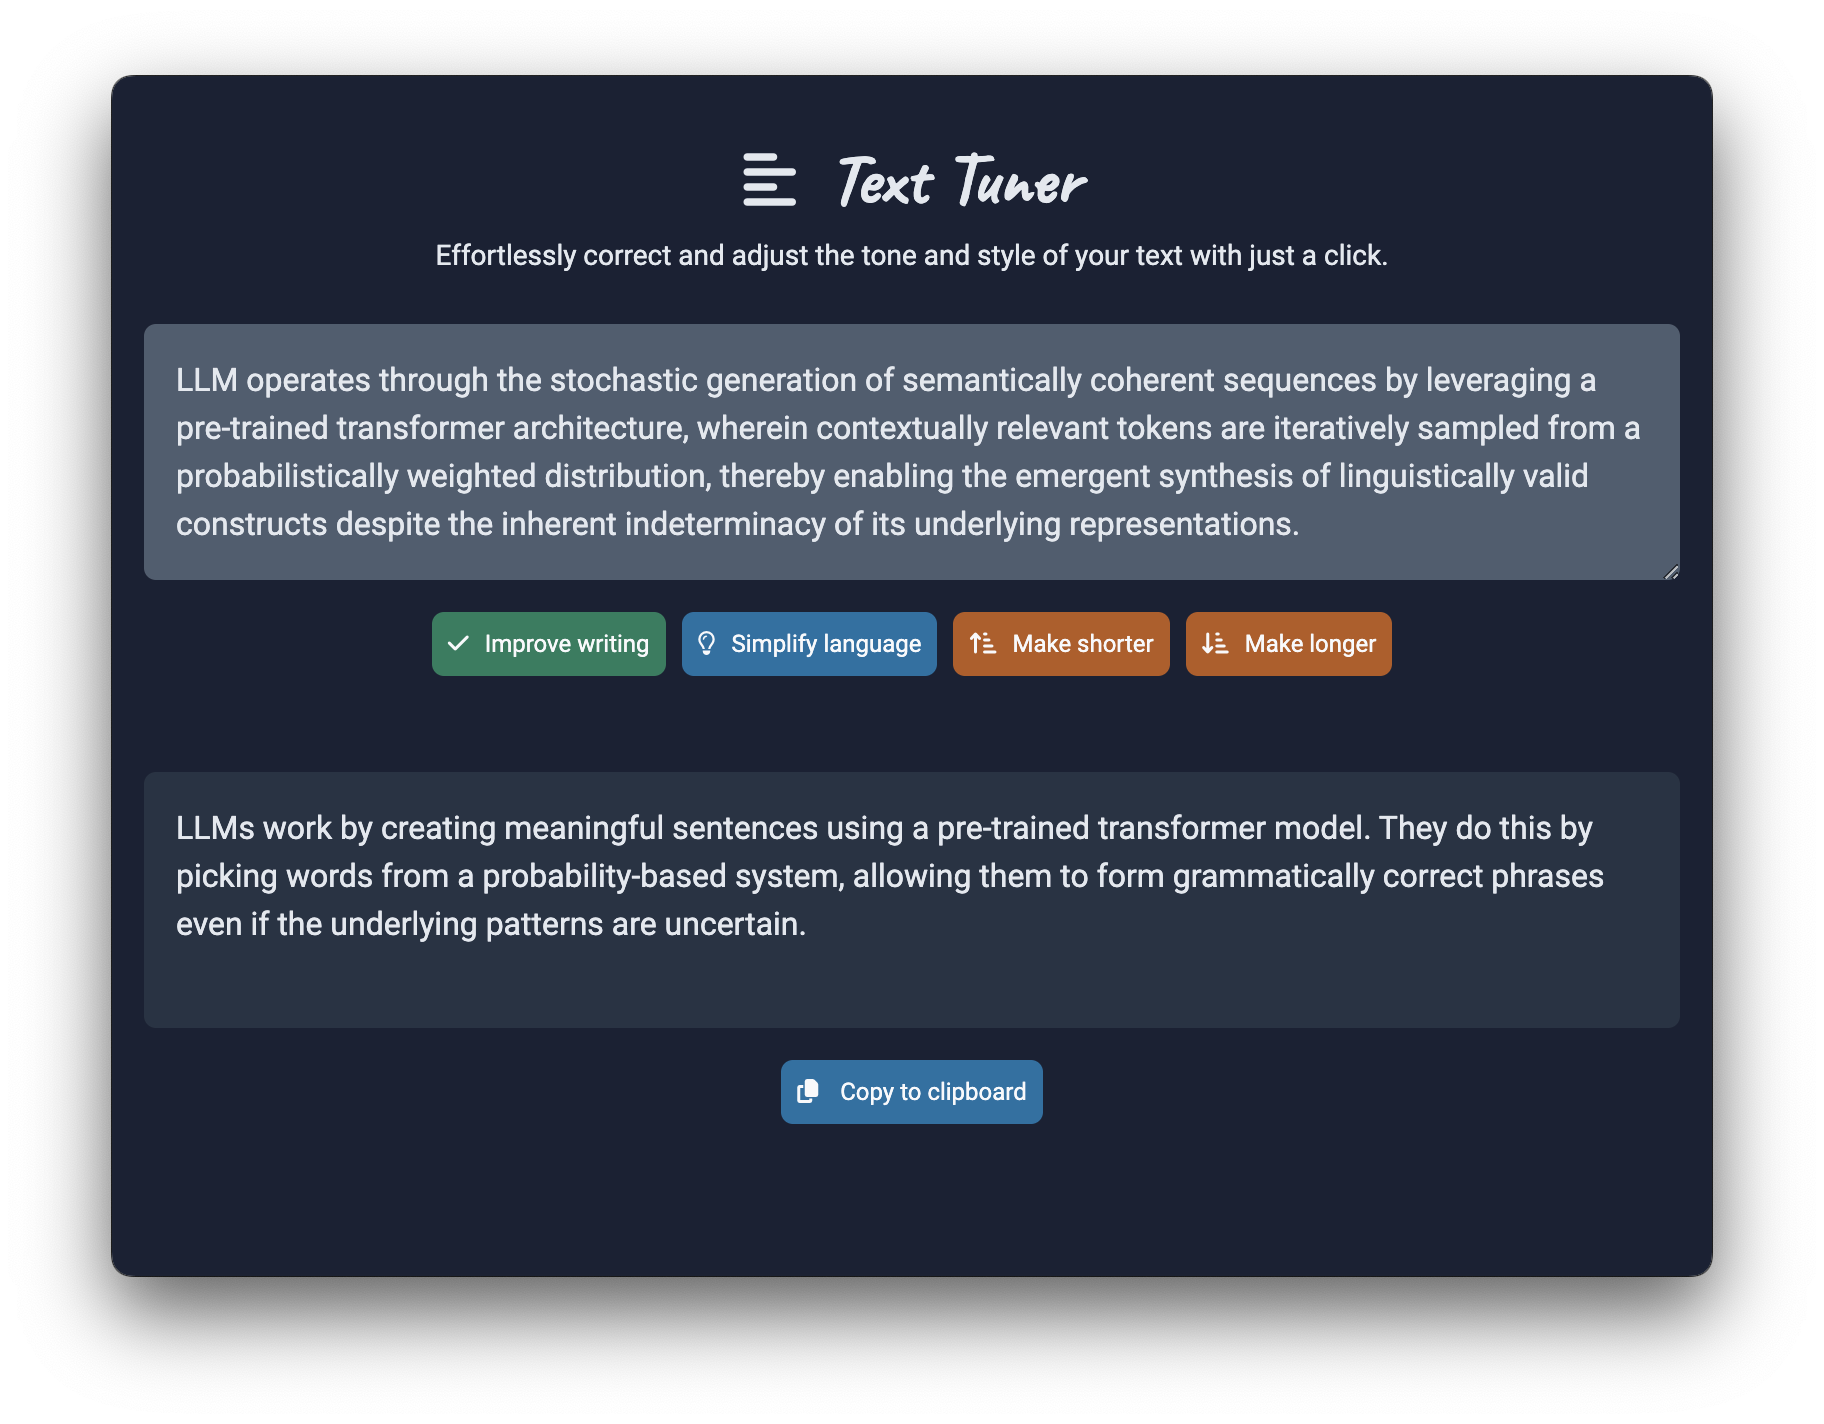 Text Tuner
Effortlessly correct and adjust the tone and style of your text with just a click.
LLM operates through the stochastic generation of semantically coherent sequences by leveraging a
pre-trained transformer architecture, wherein contextually relevant tokens are iteratively sampled from a
probabilistically weighted distribution, thereby enabling the emergent synthesis of linguistically valid
constructs despite the inherent indeterminacy of its underlying representations.
Improve writing
Simplify language
Make shorter
Make longer
LLMs work by creating meaningful sentences using a pre-trained transformer model. They do this by
picking words from a probability-based system, allowing them to form grammatically correct phrases
even if the underlying patterns are uncertain.
Copy to clipboard